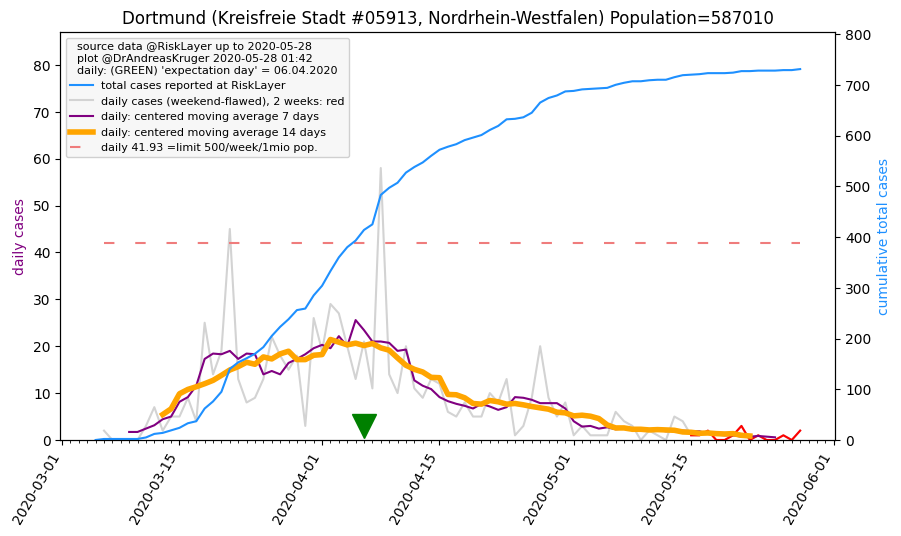 Dortmund (Kreisfreie Stadt #05913, Nordrhein-Westfalen) Population=587010
source data @RiskLayer up to 2020-05-28
plot @DrAndreasKruger 2020-05-28 01:42
daily: (GREEN) 'expectation day' = 06.04.2020
total cases reported at RiskLayer
daily cases (weekend-flawed), 2 weeks: red
daily: centered moving average 7 days
daily: centered moving average 14 days
daily 41.93 =limit 500/week/1mio pop.
daily cases
80
70
60
50
40
30
20
10
0
800
700
600
500
400
300
200
100
0
cumulative total cases
2020-03-01
2020-03-15
2020-04-01
2020-04-15
2020-05-01
2020-05-15
2020-06-01